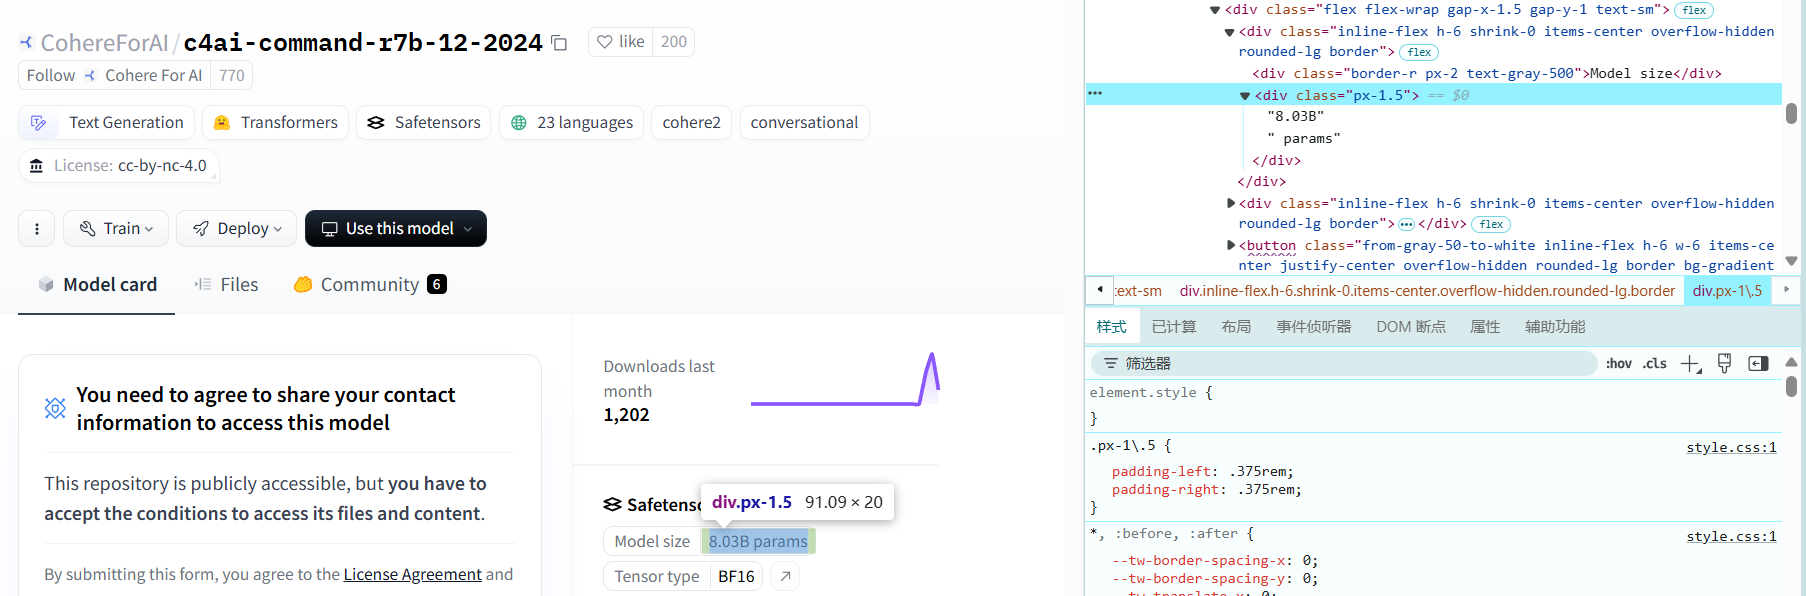 CohereForAI/c4ai-command-r7b-12-2024 like 200
Follow Cohere For AI 770
Text Generation Transformers Safetensors 23 languages cohere2 conversational
License: cc-by-nc-4.0
Train Deploy Use this model
Model card Files Community 6
You need to agree to share your contact
information to access this model
This repository is publicly accessible, but you have to
accept the conditions to access its files and content.
By submitting this form, you agree to the License Agreement and
Downloads last
month
1,202
Safetens
div.px-1.5 91.09 × 20
Model size 8.03B params
Tensor type BF16
<div class="flex flex-wrap gap-x-1.5 gap-y-1 text-sm"> flex
<div class="inline-flex h-6 shrink-0 items-center overflow-hidden
rounded-lg border"> flex
<div class="border-r px-2 text-gray-500">Model size</div>
... <div class="px-1.5"> == $0
"8.03B"
" params"
</div>
</div>
<div class="inline-flex h-6 shrink-0 items-center overflow-hidden
rounded-lg border"> ... </div> flex
<button class="from-gray-50-to-white inline-flex h-6 w-6 items-ce
nter justify-center overflow-hidden rounded-lg border bg-gradient
:ext-sm div.inline-flex.h-6.shrink-0.items-center.overflow-hidden.rounded-lg.border div.px-1\.5
样式 已计算 布局 事件侦听器 DOM 断点 属性 辅助功能
筛选器 :hov .cls
element.style {
}
.px-1\.5 { style.css:1
padding-left: .375rem;
padding-right: .375rem;
}
*, :before, :after { style.css:1
--tw-border-spacing-x: 0;
--tw-border-spacing-y: 0;
--tw-translate-x: 0;